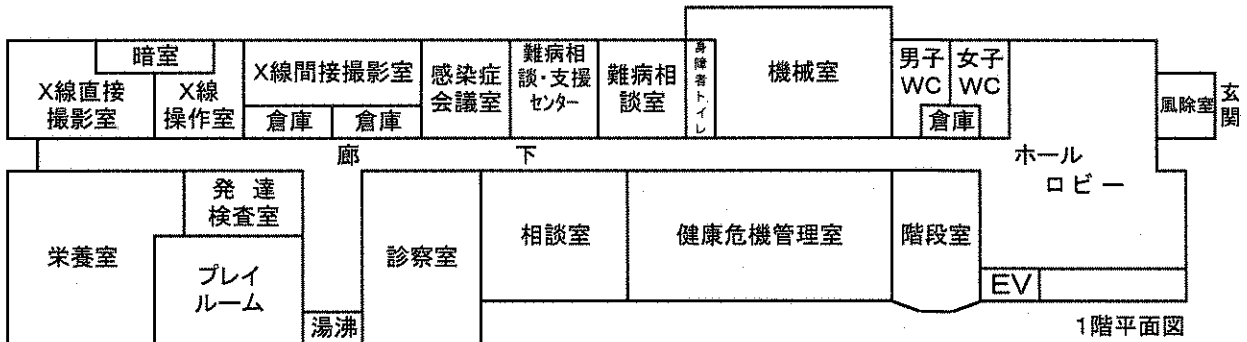 暗室
X線直接
撮影室
X線
操作室
X線間接撮影室
倉庫
倉庫
感染症
会議室
難病相
談・支援
センター
難病相
談室
身障者トイレ
機械室
男子
WC
女子
WC
倉庫
風除室
玄関
廊下
ホール
ロビー
栄養室
発達
検査室
プレイ
ルーム
湯沸
診察室
相談室
健康危機管理室
階段室
EV
1階平面図